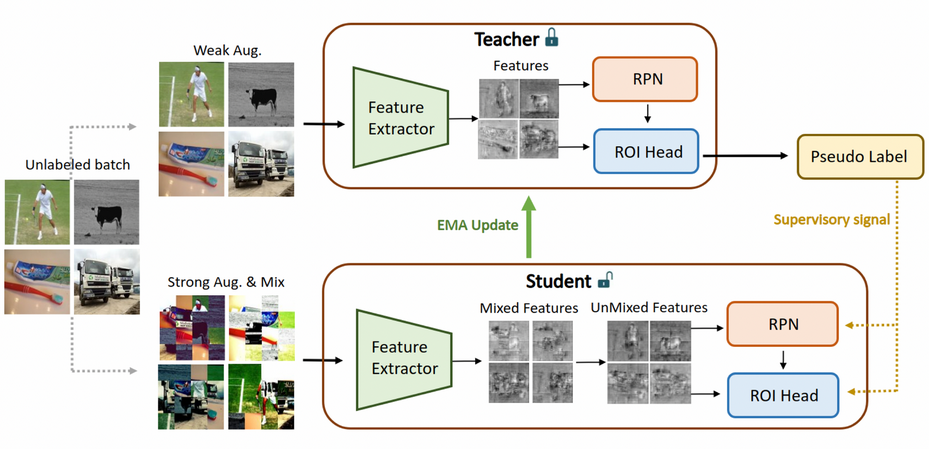 Weak Aug.
Unlabeled batch
Strong Aug. & Mix
Teacher
Feature
Extractor
Features
RPN
ROI Head
Pseudo Label
Supervisory signal
EMA Update
Student
Feature
Extractor
Mixed Features
UnMixed Features
RPN
ROI Head